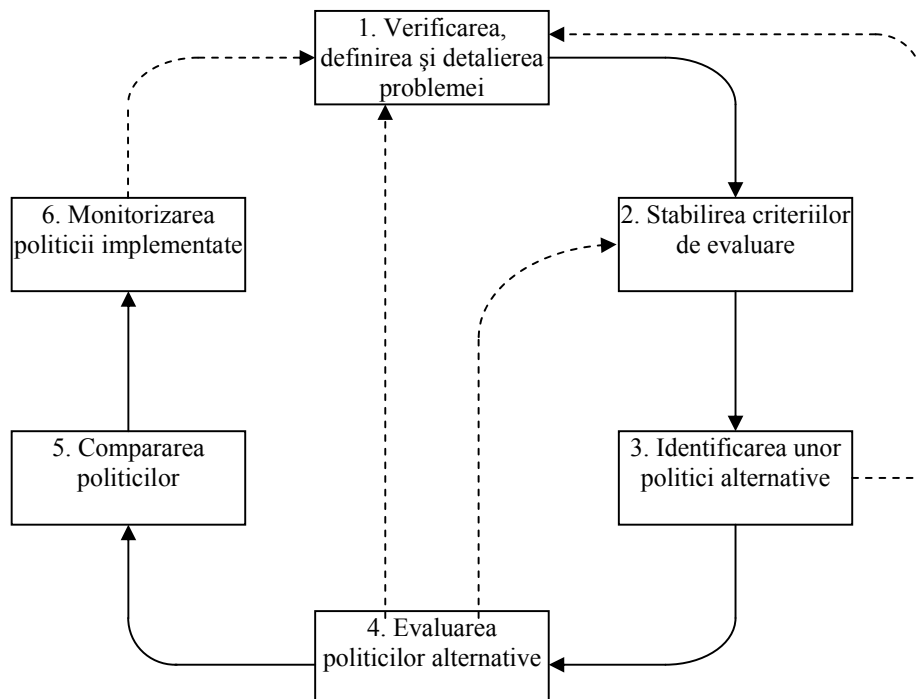 1. Verificarea,
definirea şi detalierea
problemei
2. Stabilirea criteriilor
de evaluare
3. Identificarea unor
politici alternative
4. Evaluarea
politicilor alternative
5. Compararea
politicilor
6. Monitorizarea
politicii implementate